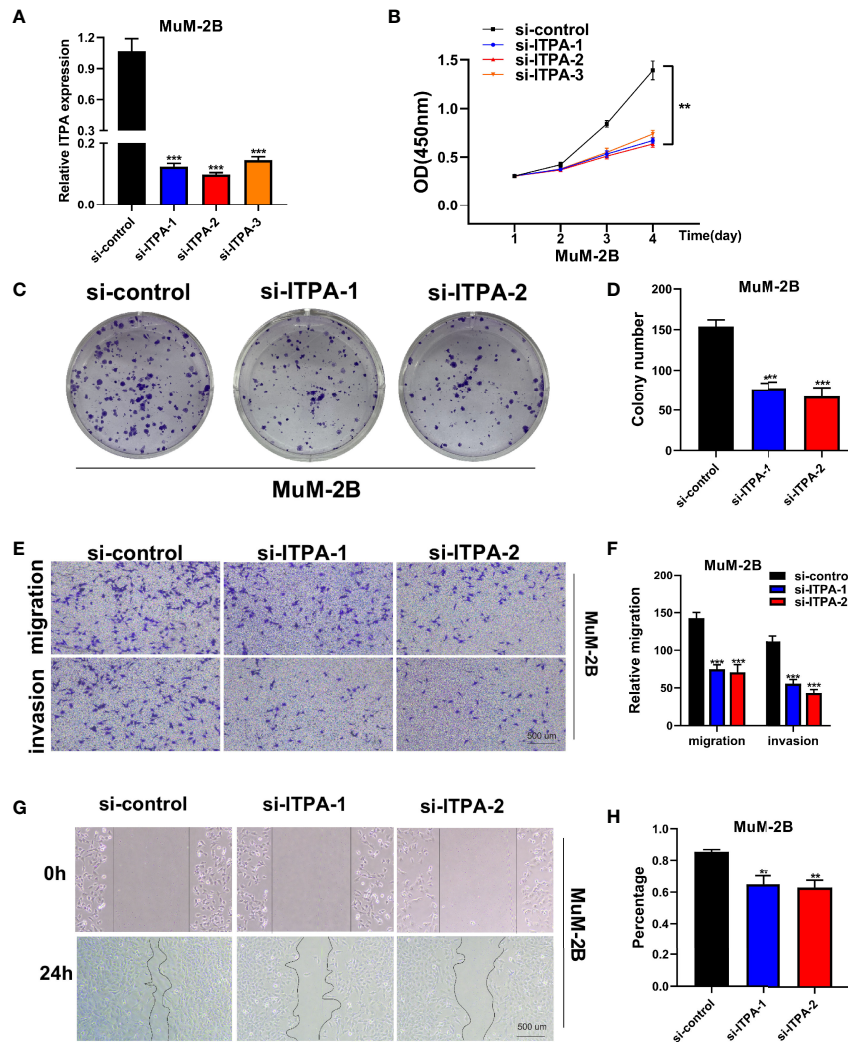 A
MuM-2B
Relative ITPA expression
1.2
0.9
0.6
0.3
0.2
0.0
*** *** ***
si-control si-ITPA-1 si-ITPA-2 si-ITPA-3
B
si-control
si-ITPA-1
si-ITPA-2
si-ITPA-3
OD(450nm)
1.5
1.0
0.5
0.0
**
1 2 3 4 Time(day)
MuM-2B
C
si-control si-ITPA-1 si-ITPA-2
MuM-2B
D
MuM-2B
Colony number
200
150
100
50
0
*** ***
si-control si-ITPA-1 si-ITPA-2
E
si-control si-ITPA-1 si-ITPA-2
migration
invasion
500 um
MuM-2B
F
MuM-2B
si-control
si-ITPA-1
si-ITPA-2
Relative migration
200
150
100
50
0
*** *** *** ***
migration invasion
G
si-control si-ITPA-1 si-ITPA-2
0h
24h
500 um
MuM-2B
H
MuM-2B
Percentage
1.0
0.8
0.6
0.4
0.2
0.0
** **
si-control si-ITPA-1 si-ITPA-2